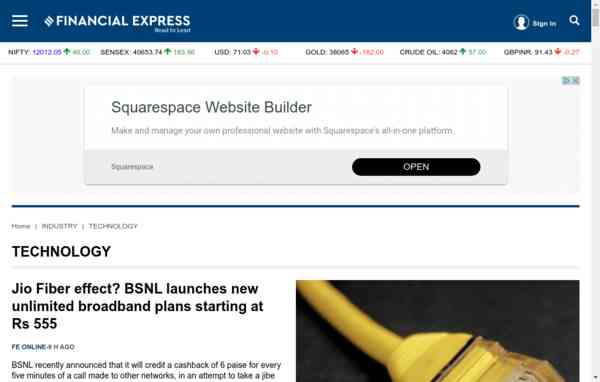 FINANCIAL EXPRESS
Read to Lead
Sign In
NIFTY: 12012.05 46.00 SENSEX: 40653.74 183.96 USD: 71.03 -0.10 GOLD: 38065 -182.00 CRUDE OIL: 4062 57.00 GBPINR: 91.43 -0.27
Squarespace Website Builder
Make and manage your own professional website with Squarespace's all-in-one platform.
Squarespace
OPEN
Home | INDUSTRY | TECHNOLOGY
TECHNOLOGY
Jio Fiber effect? BSNL launches new
unlimited broadband plans starting at
Rs 555
FE ONLINE-9 H AGO
BSNL recently announced that it will credit a cashback of 6 paise for every
five minutes of a call made to other networks, in an attempt to take a jibe